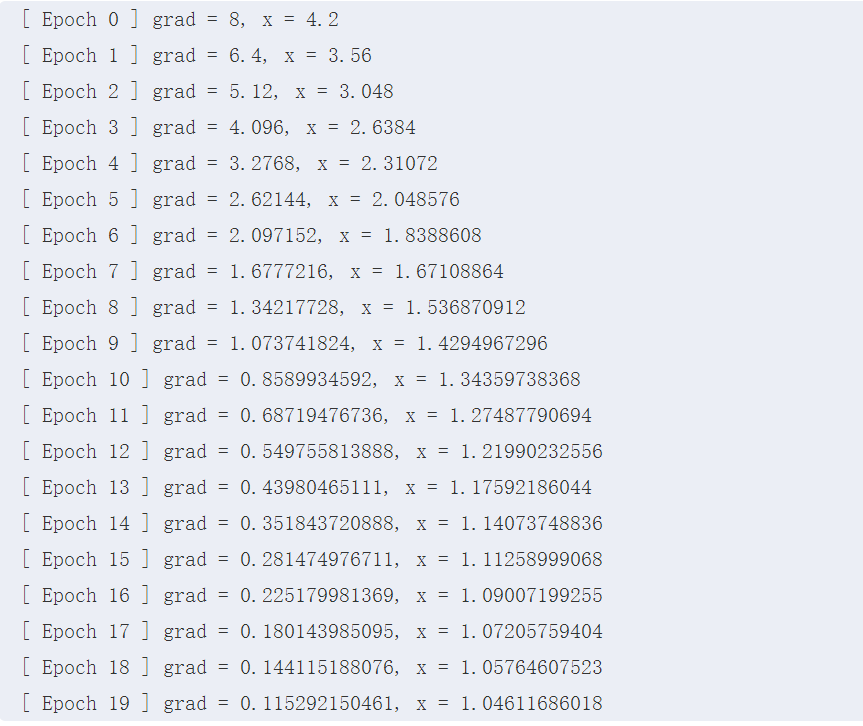 [ Epoch 0 ] grad = 8, x = 4.2
[ Epoch 1 ] grad = 6.4, x = 3.56
[ Epoch 2 ] grad = 5.12, x = 3.048
[ Epoch 3 ] grad = 4.096, x = 2.6384
[ Epoch 4 ] grad = 3.2768, x = 2.31072
[ Epoch 5 ] grad = 2.62144, x = 2.048576
[ Epoch 6 ] grad = 2.097152, x = 1.8388608
[ Epoch 7 ] grad = 1.6777216, x = 1.67108864
[ Epoch 8 ] grad = 1.34217728, x = 1.536870912
[ Epoch 9 ] grad = 1.073741824, x = 1.4294967296
[ Epoch 10 ] grad = 0.8589934592, x = 1.34359738368
[ Epoch 11 ] grad = 0.68719476736, x = 1.27487790694
[ Epoch 12 ] grad = 0.549755813888, x = 1.21990232556
[ Epoch 13 ] grad = 0.43980465111, x = 1.17592186044
[ Epoch 14 ] grad = 0.351843720888, x = 1.14073748836
[ Epoch 15 ] grad = 0.281474976711, x = 1.11258999068
[ Epoch 16 ] grad = 0.225179981369, x = 1.09007199255
[ Epoch 17 ] grad = 0.180143985095, x = 1.07205759404
[ Epoch 18 ] grad = 0.144115188076, x = 1.05764607523
[ Epoch 19 ] grad = 0.115292150461, x = 1.04611686018